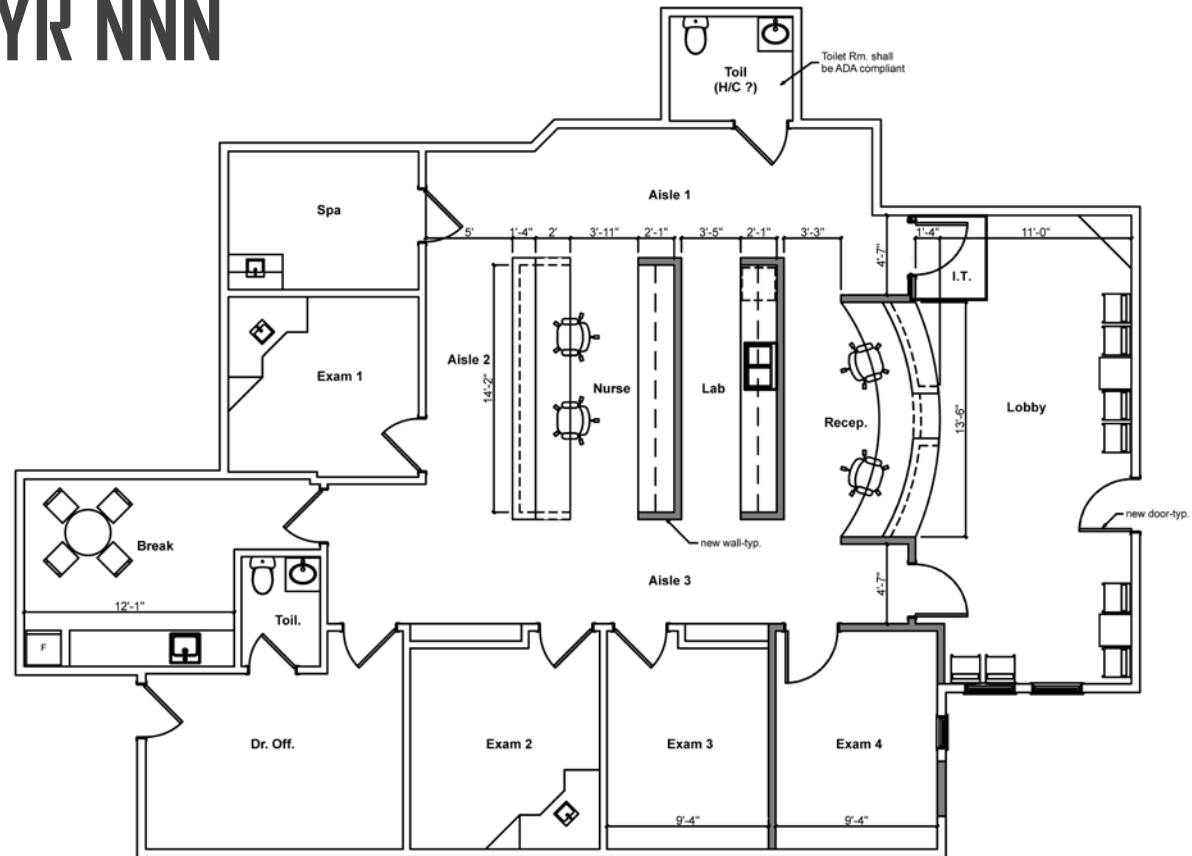 YR NNN
Toil
(H/C ?)
Toilet Rm. shall
be ADA compliant
Aisle 1
Spa
5'
1'-4"
2'
3'-11"
2'-1"
3'-5"
2'-1"
3'-3"
4'-7"
1'-4"
11'-0"
I.T.
Exam 1
Aisle 2
14'-2"
Nurse
Lab
Recep.
13'-6"
Lobby
new door-typ.
new wall-typ.
Break
12'-1"
F
Toil.
Aisle 3
4'-7"
Dr. Off.
Exam 2
Exam 3
Exam 4
9'-4"
9'-4"